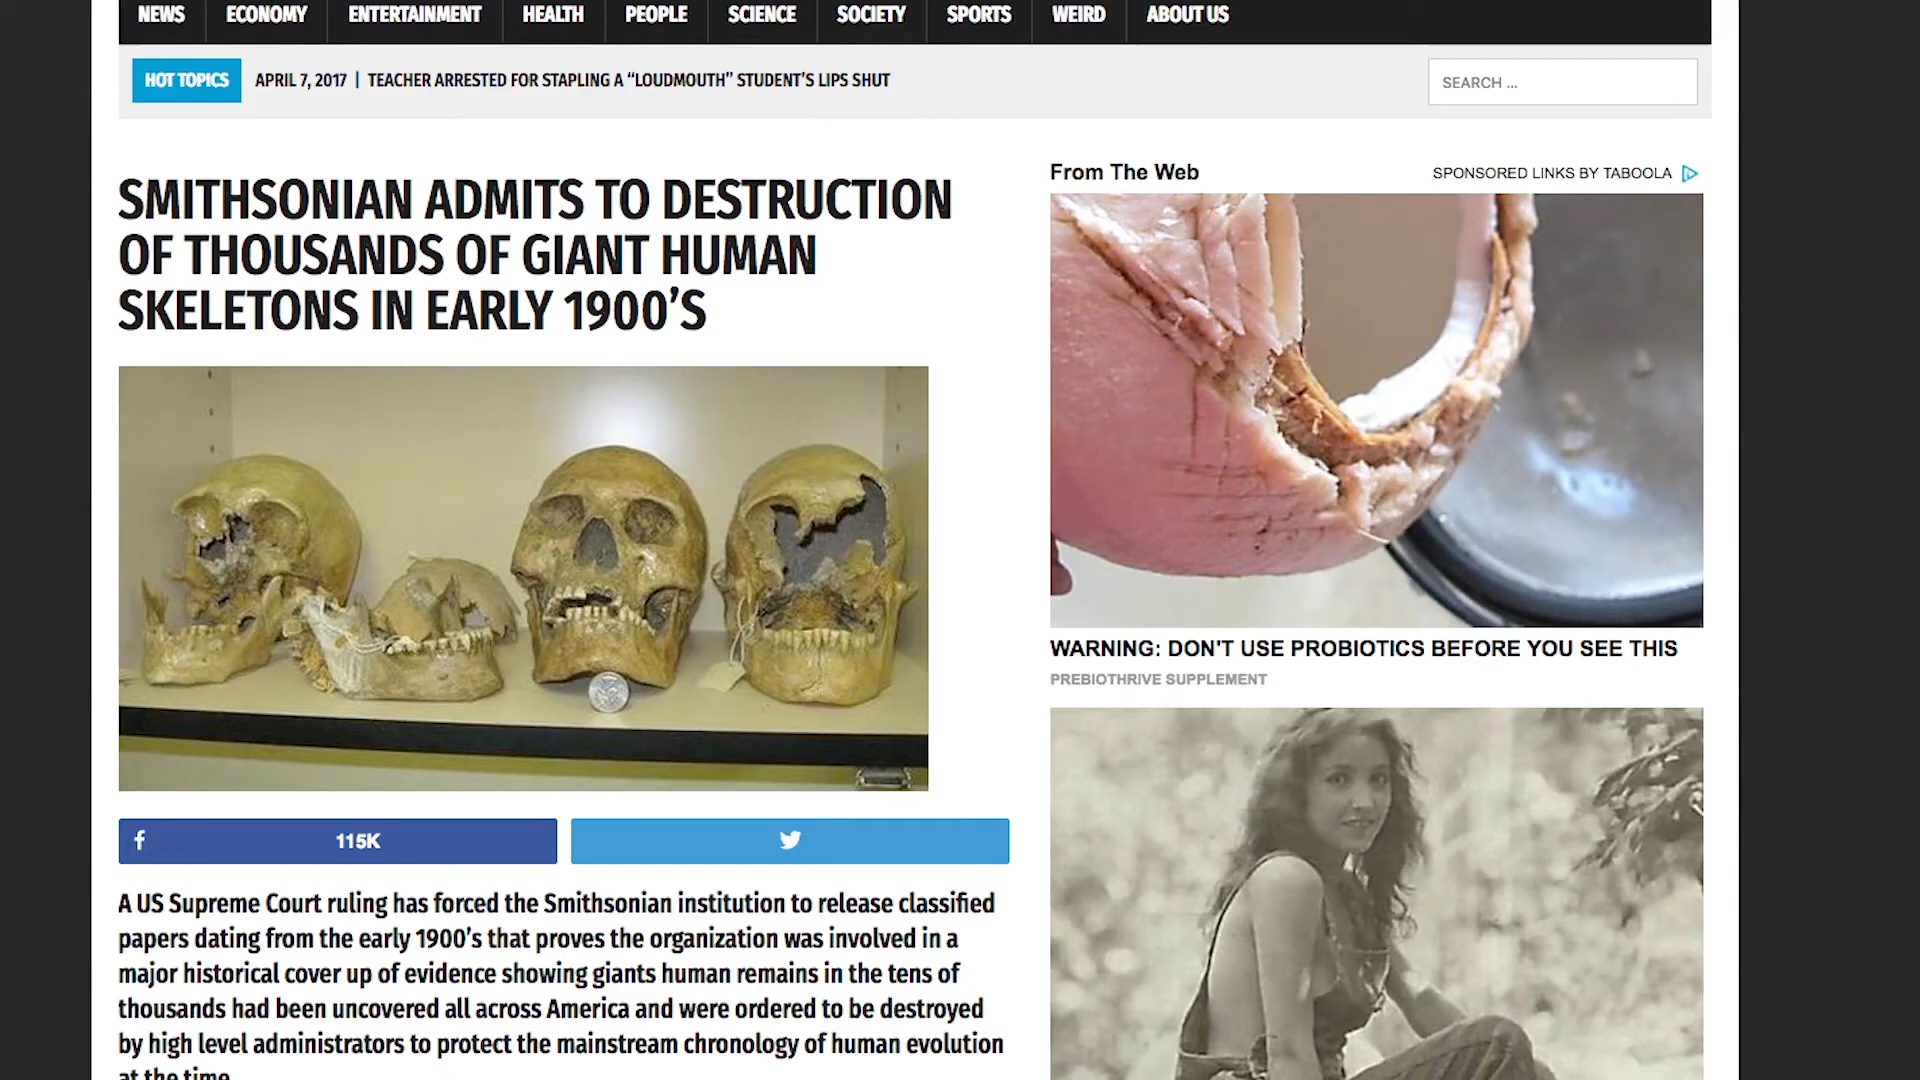 NEWS ECONOMY ENTERTAINMENT HEALTH PEOPLE SCIENCE SOCIETY SPORTS WEIRD ABOUT US
HOT TOPICS APRIL 7, 2017 | TEACHER ARRESTED FOR STAPLING A “LOUDMOUTH” STUDENT’S LIPS SHUT
SEARCH ...
SMITHSONIAN ADMITS TO DESTRUCTION
OF THOUSANDS OF GIANT HUMAN
SKELETONS IN EARLY 1900’S
115K
A US Supreme Court ruling has forced the Smithsonian institution to release classified
papers dating from the early 1900’s that proves the organization was involved in a
major historical cover up of evidence showing giants human remains in the tens of
thousands had been uncovered all across America and were ordered to be destroyed
by high level administrators to protect the mainstream chronology of human evolution
at the time
From The Web
SPONSORED LINKS BY TABOOLA
WARNING: DON'T USE PROBIOTICS BEFORE YOU SEE THIS
PREBIOTHRIVE SUPPLEMENT